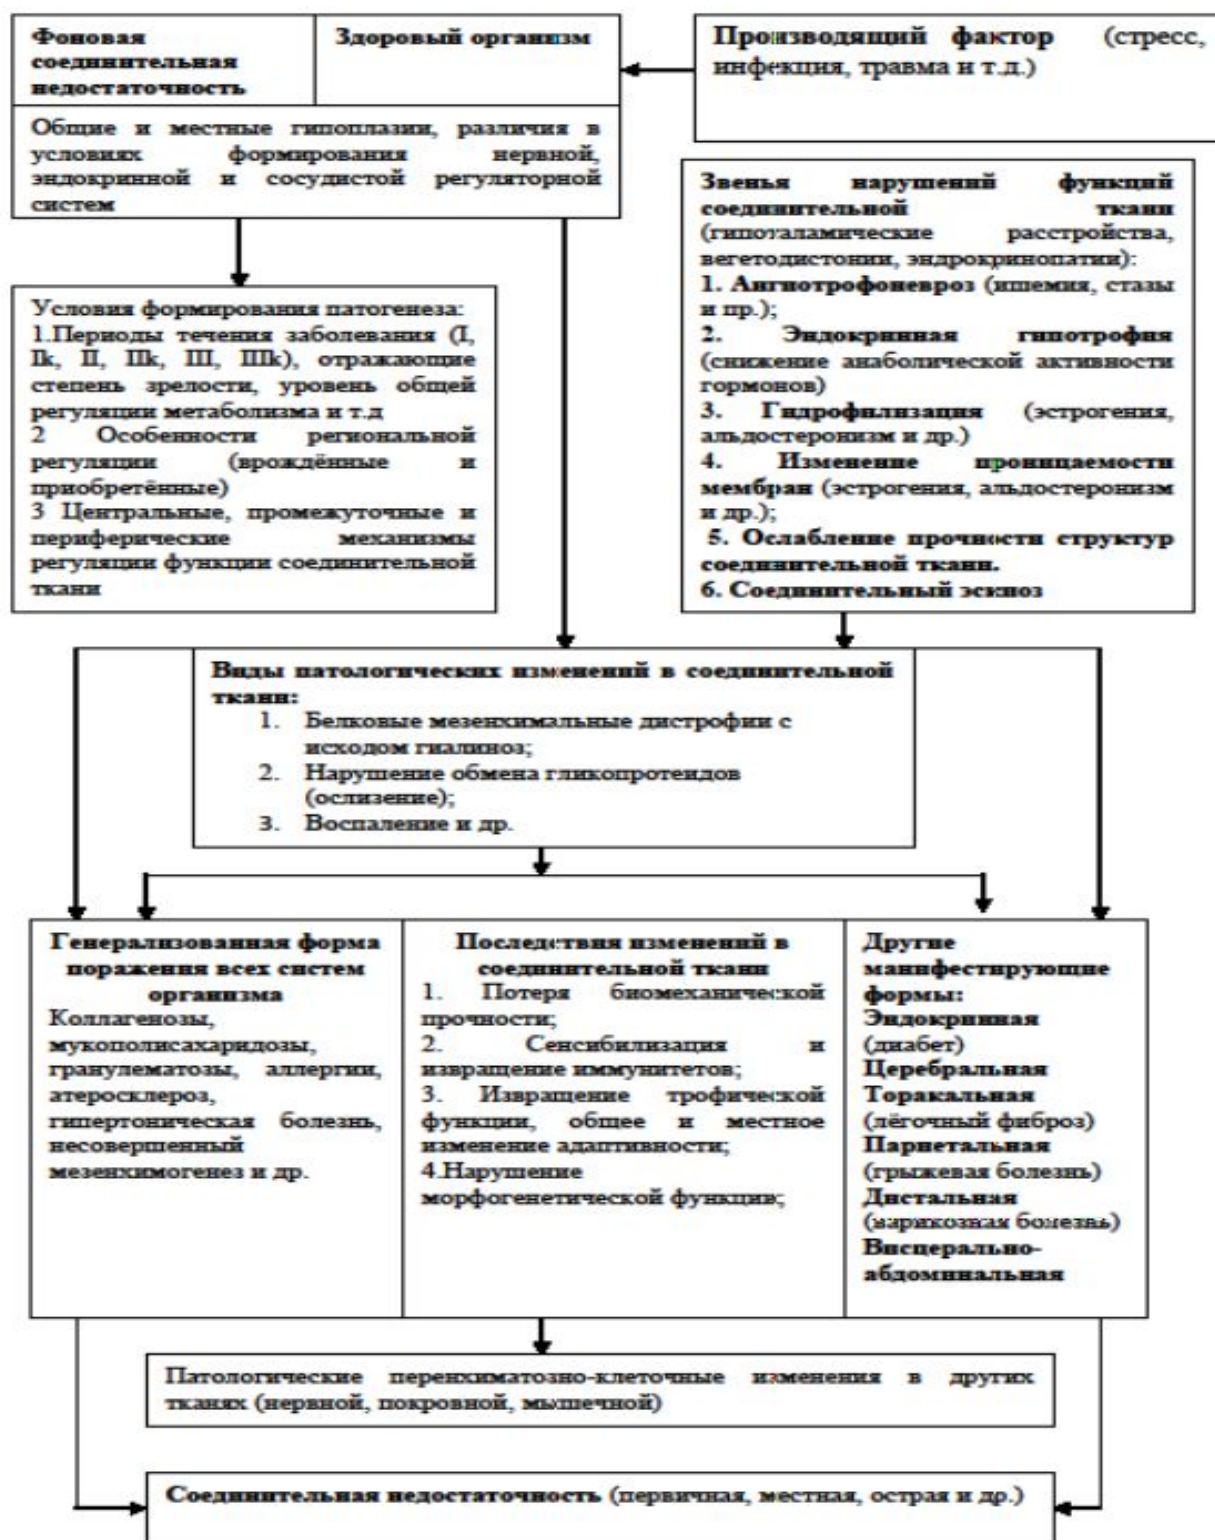 Фоновая
соединительная
недостаточность
Здоровый организм
Производящий фактор (стресс,
инфекция, травма и т.д.)
Общие и местные гипоплазии, различия в
условиях формирования нервной,
эндокринной и сосудистой регуляторной
систем
Звенья нарушений функций
соединительной ткани
(гипоталамические расстройства,
вегетодистонии, эндрокринопатии):
1. Ангиотрофоневроз (ишемия, стазы
и пр.);
2. Эндокринная гипотрофия
(снижение анаболической активности
гормонов)
3. Гидрофилизация (эстрогения,
альдостеронизм и др.)
4. Изменение проницаемости
мембран (эстрогения, альдостеронизм
и др.);
5. Ослабление прочности структур
соединительной ткани.
6. Соединительный эскиоз
Условия формирования патогенеза:
1.Периоды течения заболевания (I,
Ik, II, IIk, III, IIIk), отражающие
степень зрелости, уровень общей
регуляции метаболизма и т.д
2 Особенности региональной
регуляции (врождённые и
приобретённые)
3 Центральные, промежуточные и
периферические механизмы
регуляции функции соединительной
ткани
Виды патологических изменений в соединительной
ткани:
1. Белковые мезенхимальные дистрофии с
исходом гиалиноз;
2. Нарушение обмена гликопротеидов
(ослизение);
3. Воспаление и др.
Генерализованная форма
поражения всех систем
организма
Коллагенозы,
мукополисахаридозы,
гранулематозы, аллергии,
атеросклероз,
гипертоническая болезнь,
несовершенный
мезенхимогенез и др.
Последствия изменений в
соединительной ткани
1. Потеря биомеханической
прочности;
2. Сенсибилизация и
извращение иммунитетов;
3. Извращение трофической
функции, общее и местное
изменение адаптивности;
4.Нарушение
морфогенетической функции;
Другие
манифестирующие
формы:
Эндокринная
(диабет)
Церебральная
Торакальная
(лёгочный фиброз)
Париетальная
(грыжевая болезнь)
Дистальная
(варикозная болезнь)
Висцерально-
абдоминальная
Патологические перенхиматозно-клеточные изменения в других
тканях (нервной, покровной, мышечной)
Соединительная недостаточность (первичная, местная, острая и др.)